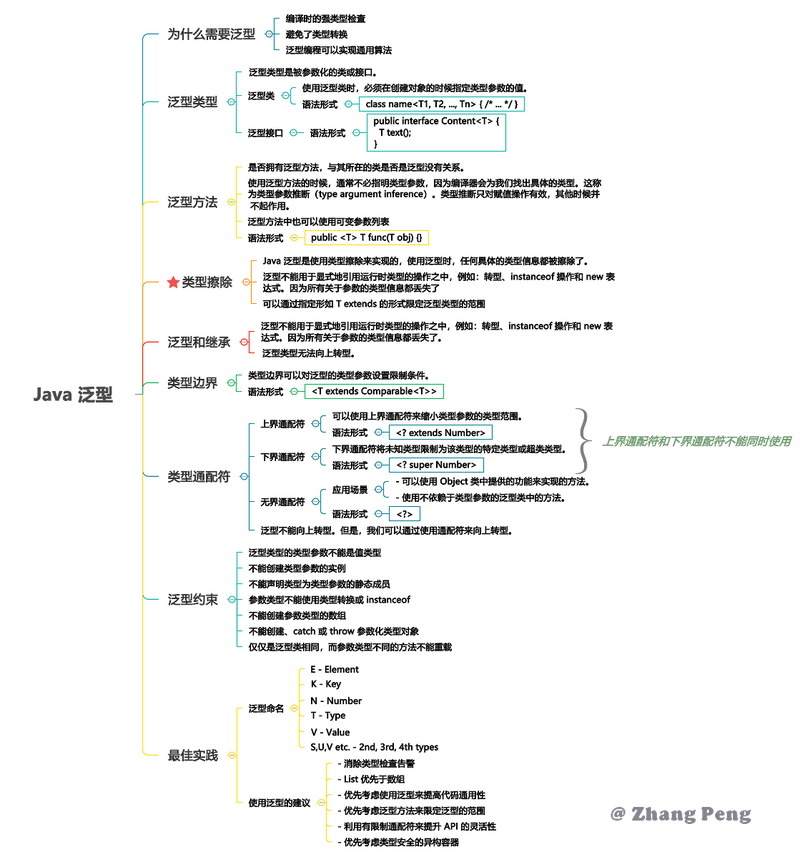 Java 泛型
为什么需要泛型
编译时的强类型检查
避免了类型转换
泛型编程可以实现通用算法
泛型类型
泛型类型是被参数化的类或接口。
泛型类
使用泛型类时，必须在创建对象的时候指定类型参数的值。
语法形式
class name<T1, T2, ..., Tn> { /* ... */ }
泛型接口
语法形式
public interface Content<T> {
T text();
}
泛型方法
是否拥有泛型方法，与其所在的类是否是泛型没有关系。
使用泛型方法的时候，通常不必指明类型参数，因为编译器会为我们找出具体的类型。这称
为类型参数推断（type argument inference）。类型推断只对赋值操作有效，其他时候并
不起作用。
泛型方法中也可以使用可变参数列表
语法形式
public <T> T func(T obj) {}
类型擦除
Java 泛型是使用类型擦除来实现的，使用泛型时，任何具体的类型信息都被擦除了。
泛型不能用于显式地引用运行时类型的操作之中，例如：转型、instanceof 操作和 new 表
达式。因为所有关于参数的类型信息都丢失了
可以通过指定形如 T extends 的形式限定泛型类型的范围
泛型和继承
泛型不能用于显式地引用运行时类型的操作之中，例如：转型、instanceof 操作和 new 表
达式。因为所有关于参数的类型信息都丢失了。
泛型类型无法向上转型。
类型边界
类型边界可以对泛型的类型参数设置限制条件。
语法形式
<T extends Comparable<T>>
类型通配符
上界通配符
可以使用上界通配符来缩小类型参数的类型范围。
语法形式
<? extends Number>
下界通配符
下界通配符将未知类型限制为该类型的特定类型或超类类型。
语法形式
<? super Number>
上界通配符和下界通配符不能同时使用
无界通配符
应用场景
- 可以使用 Object 类中提供的功能来实现的方法。
- 使用不依赖于类型参数的泛型类中的方法。
语法形式
<?>
泛型不能向上转型。但是，我们可以通过使用通配符来向上转型。
泛型约束
泛型类型的类型参数不能是值类型
不能创建类型参数的实例
不能声明类型为类型参数的静态成员
参数类型不能使用类型转换或 instanceof
不能创建参数类型的数组
不能创建、catch 或 throw 参数化类型对象
仅仅是泛型类相同，而参数类型不同的方法不能重载
最佳实践
泛型命名
E - Element
K - Key
N - Number
T - Type
V - Value
S,U,V etc. - 2nd, 3rd, 4th types
使用泛型的建议
- 消除类型检查告警
- List 优先于数组
- 优先考虑使用泛型来提高代码通用性
- 优先考虑泛型方法来限定泛型的范围
- 利用有限制通配符来提升 API 的灵活性
- 优先考虑类型安全的异构容器
@ Zhang Peng